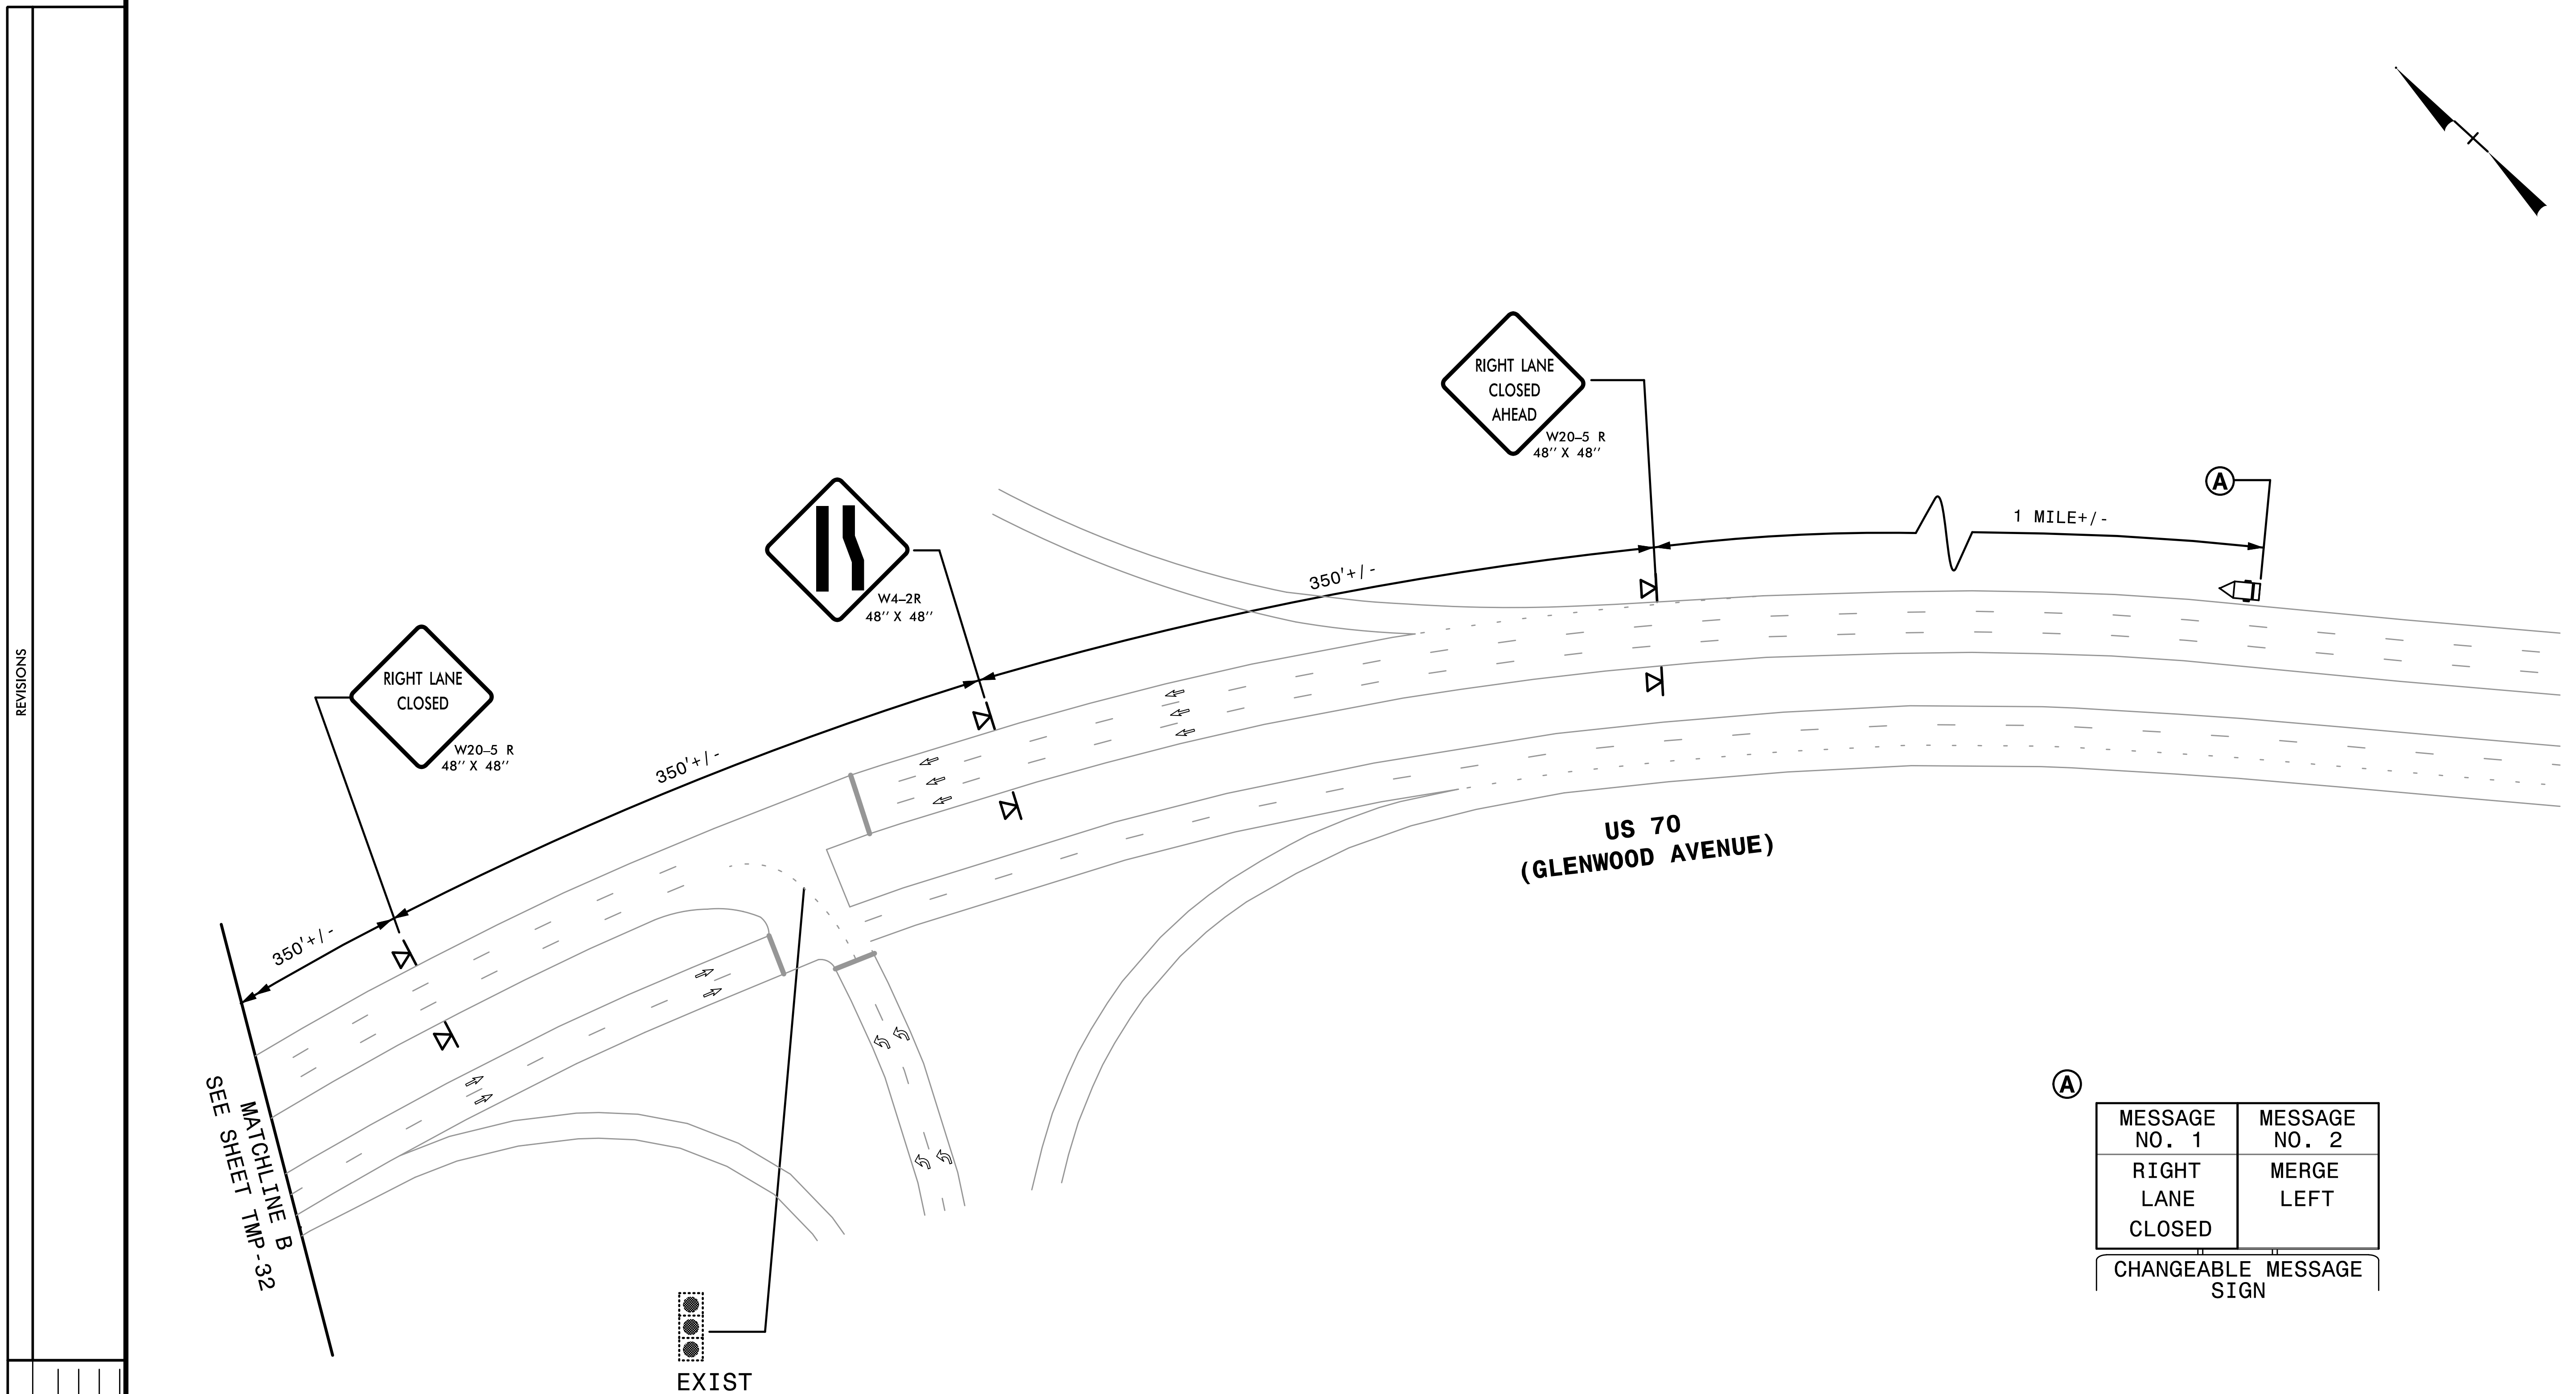 REVISIONS
RIGHT LANE
CLOSED
AHEAD
W20-5 R
48" X 48"
A
1 MILE+/-
350'+/-
W4-2R
48" X 48"
RIGHT LANE
CLOSED
W20-5 R
48" X 48"
350'+/-
350'+/-
US 70
(GLENWOOD AVENUE)
MATCHLINE B
SEE SHEET TMP-32
EXIST
A
MESSAGE
NO. 1
MESSAGE
NO. 2
RIGHT
LANE
CLOSED
MERGE
LEFT
CHANGEABLE MESSAGE
SIGN